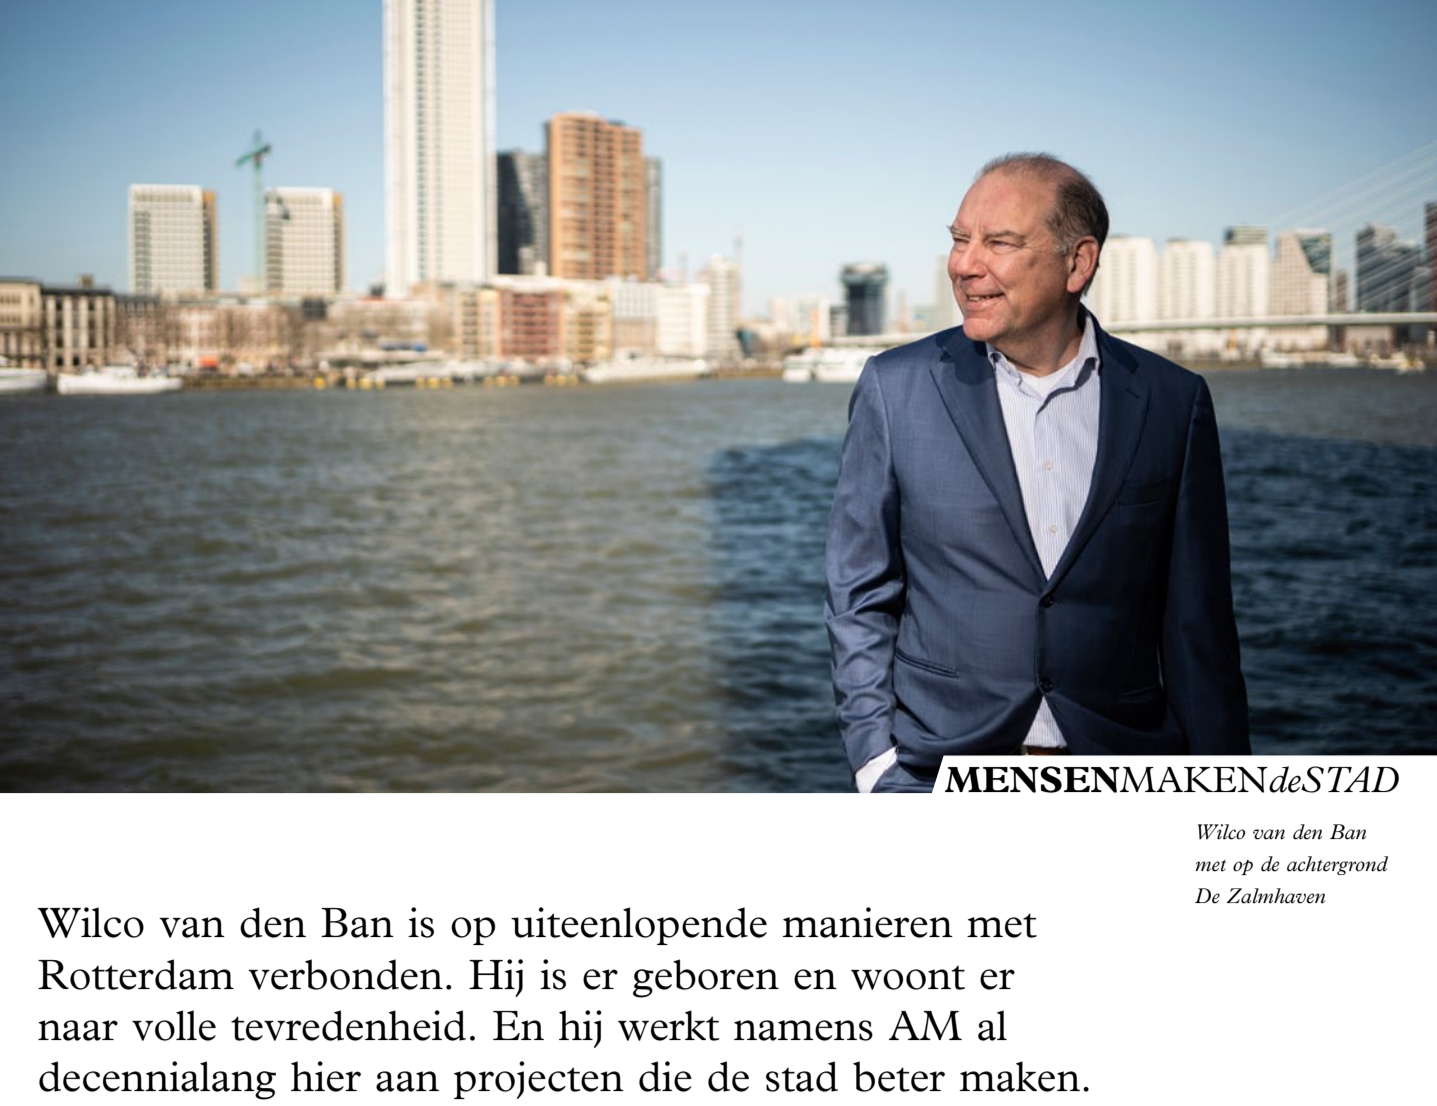 MENSENMAKENdeSTAD
Wilco van den Ban
met op de achtergrond
De Zalmhaven
Wilco van den Ban is op uiteenlopende manieren met
Rotterdam verbonden. Hij is er geboren en woont er
naar volle tevredenheid. En hij werkt namens AM al
decennialang hier aan projecten die de stad beter maken.